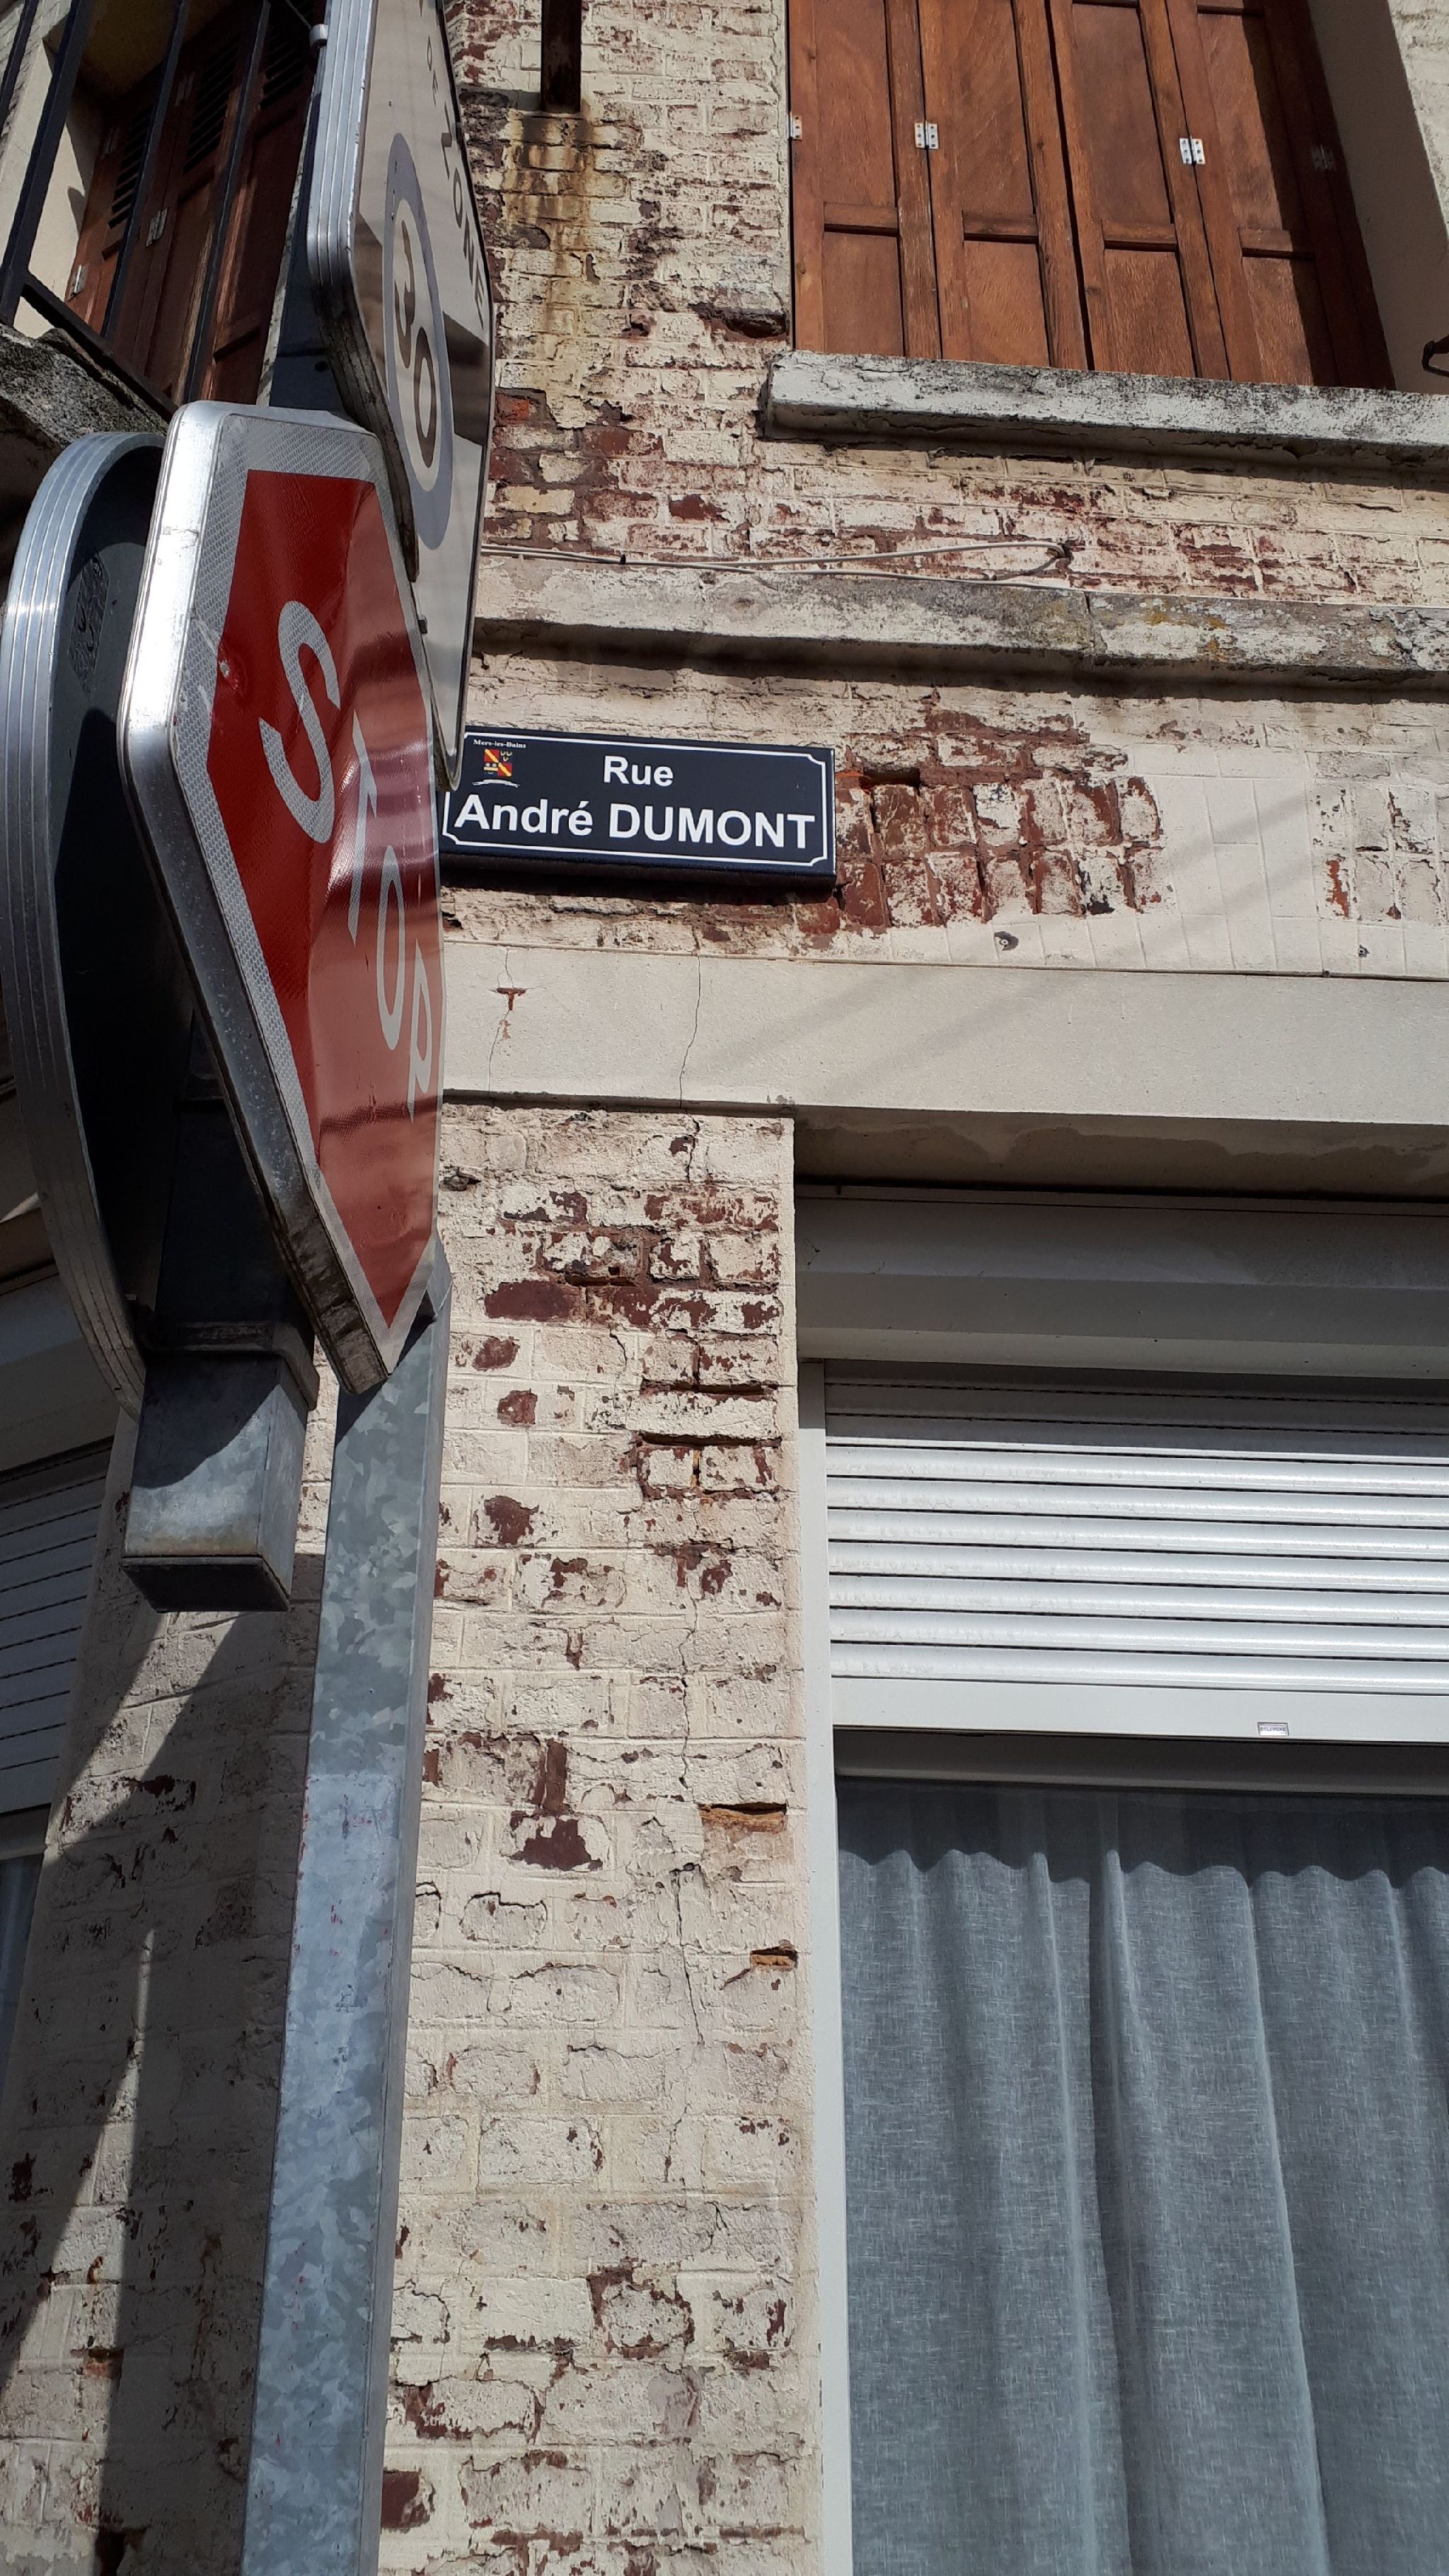 ZONE
30
STOP
Mers-les-Bains
Rue
André DUMONT